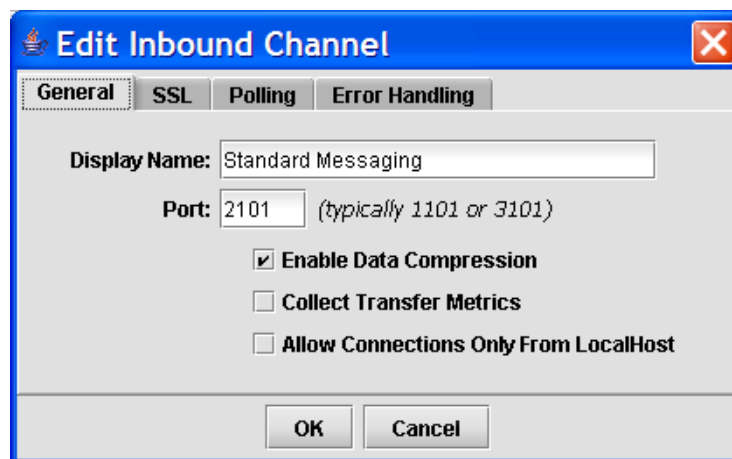 Edit Inbound Channel
General SSL Polling Error Handling
Display Name: Standard Messaging
Port: 2101 (typically 1101 or 3101)
Enable Data Compression
Collect Transfer Metrics
Allow Connections Only From LocalHost
OK Cancel